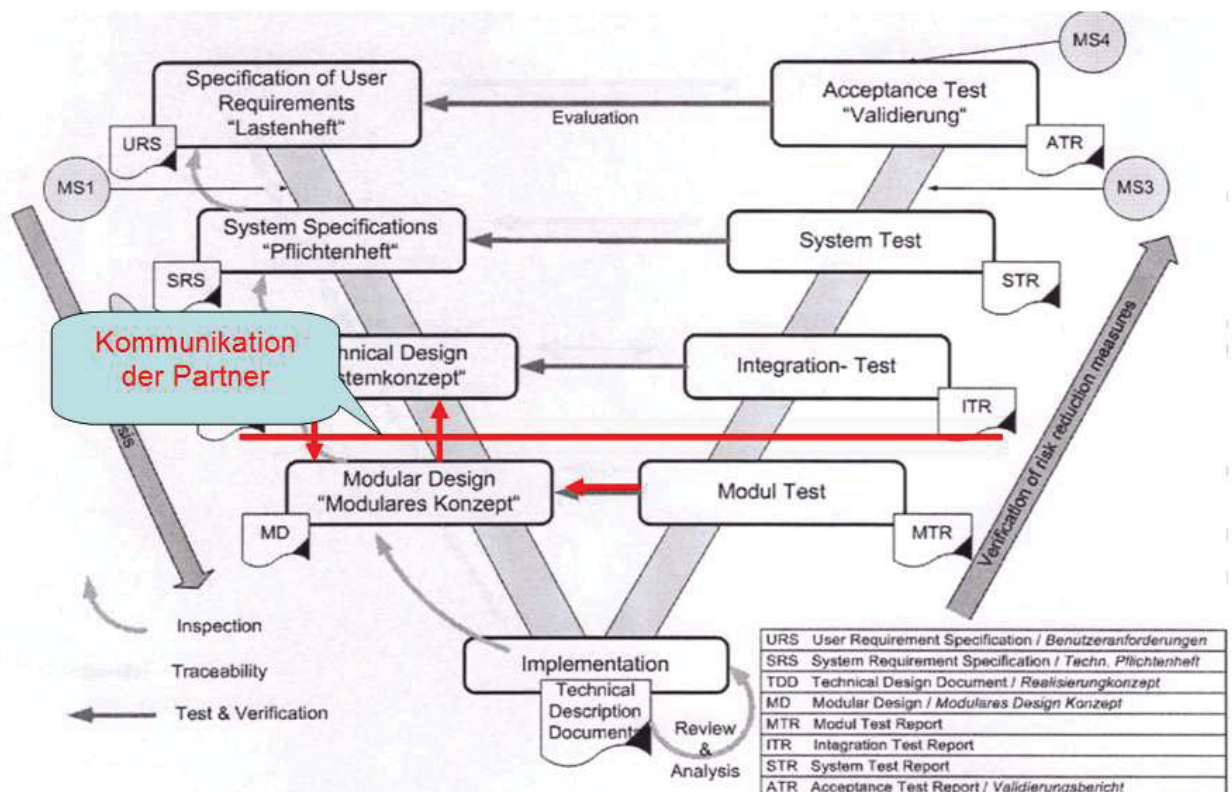 MS4
Specification of User
Requirements
"Lastenheft"
Acceptance Test
"Validierung"
Evaluation
URS
ATR
MS1
MS3
System Specifications
"Pflichtenheft"
System Test
SRS
STR
Kommunikation
der Partner
hnical Design
stemkonzept"
Integration- Test
ITR
ysis
Verification of risk reduction measures
Modular Design
"Modulares Konzept"
Modul Test
MD
MTR
Inspection
Traceability
Test & Verification
Implementation
Technical
Description
Documents
Review
&
Analysis
URS User Requirement Specification / Benutzeranforderungen
SRS System Requirement Specification / Techn. Pflichtenheft
TDD Technical Design Document / Realisierungkonzept
MD Modular Design / Modulares Design Konzept
MTR Modul Test Report
ITR Integration Test Report
STR System Test Report
ATR Acceptance Test Report / Validierungsbericht